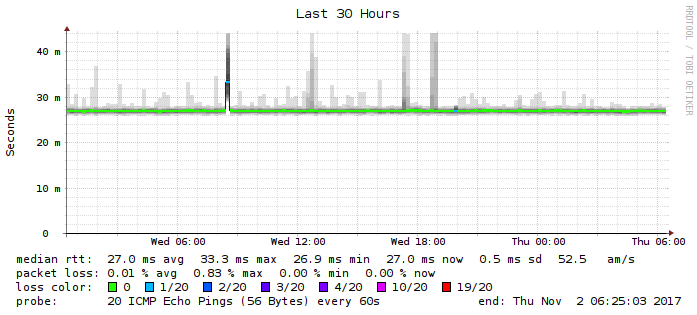 Last 30 Hours
RRDTOOL / TOBI OETIKER
Seconds
40 m
30 m
20 m
10 m
0
Wed 06:00 Wed 12:00 Wed 18:00 Thu 00:00 Thu 06:00
median rtt: 27.0 ms avg 33.3 ms max 26.9 ms min 27.0 ms now 0.5 ms sd 52.5 am/s
packet loss: 0.01 % avg 0.83 % max 0.00 % min 0.00 % now
loss color: 0 1/20 2/20 3/20 4/20 10/20 19/20
probe: 20 ICMP Echo Pings (56 Bytes) every 60s end: Thu Nov 2 06:25:03 2017